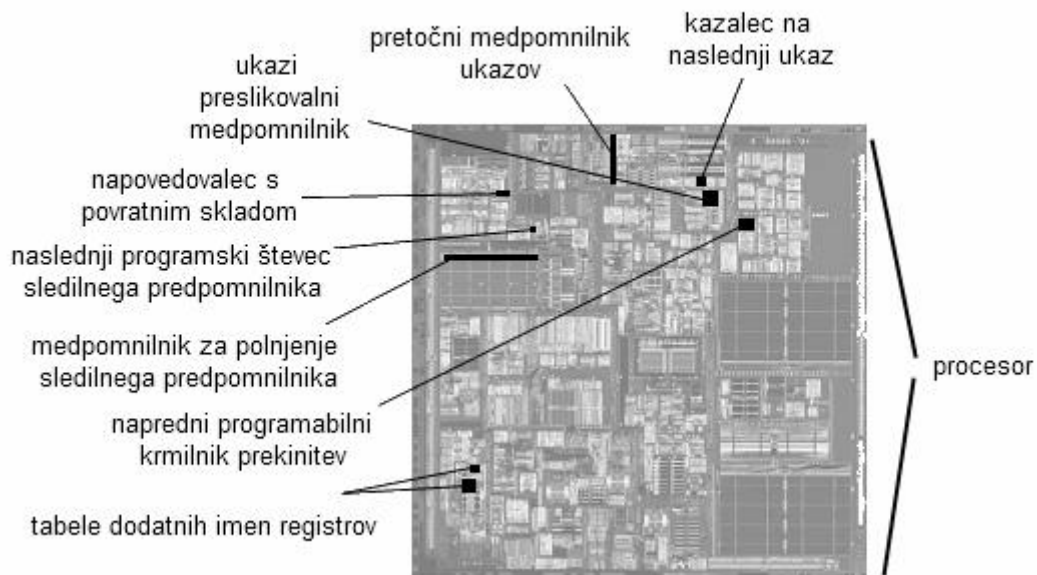 kazalec na
naslednji ukaz
pretočni medpomnilnik
ukazov
ukazi
preslikovalni
medpomnilnik
napovedovalec s
povratnim skladom
naslednji programski števec
sledilnega predpomnilnika
medpomnilnik za polnjenje
sledilnega predpomnilnika
procesor
napredni programabilni
krmilnik prekinitev
tabele dodatnih imen registrov